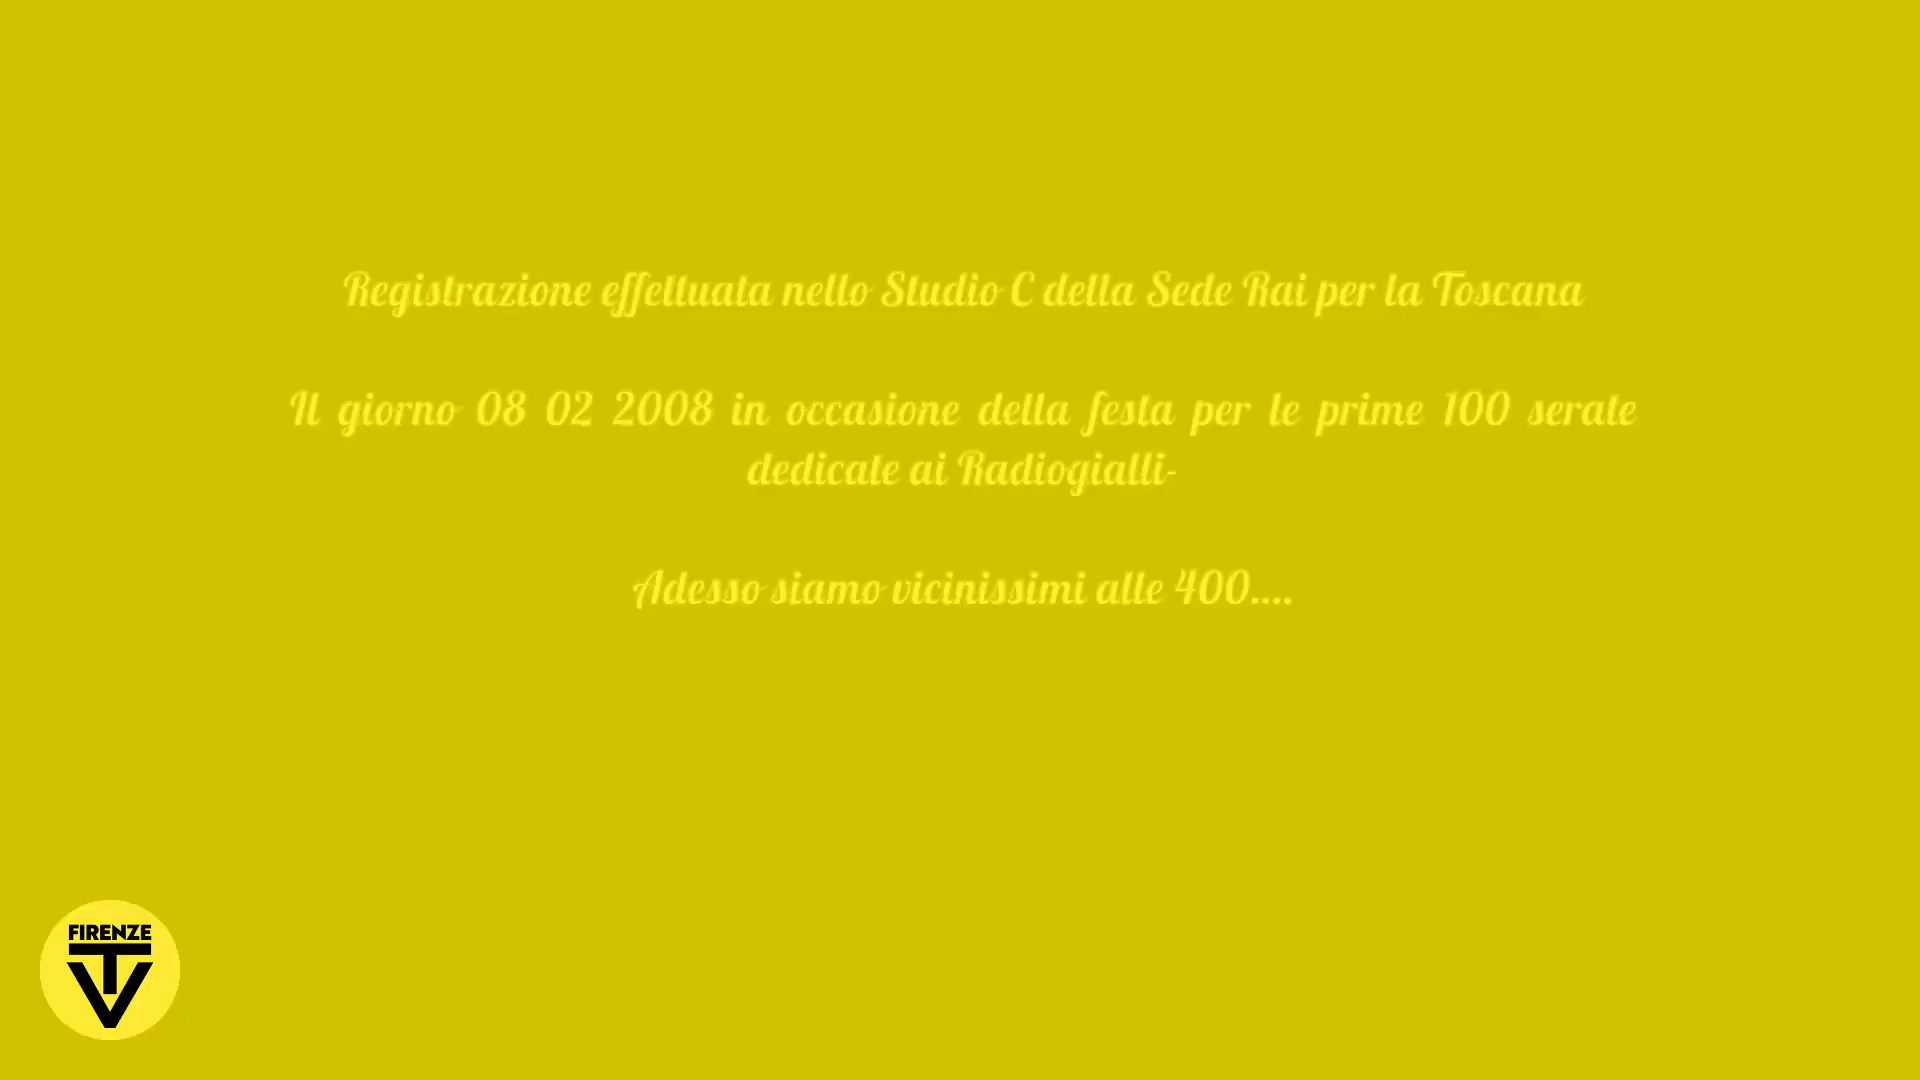 Registrazione effettuata nello Studio C della Sede Rai per la Toscana
Il giorno 08 02 2008 in occasione della festa per le prime 100 serate
dedicate ai Radiogialli-
Adesso siamo vicinissimi alle 400....
FIRENZE
TV